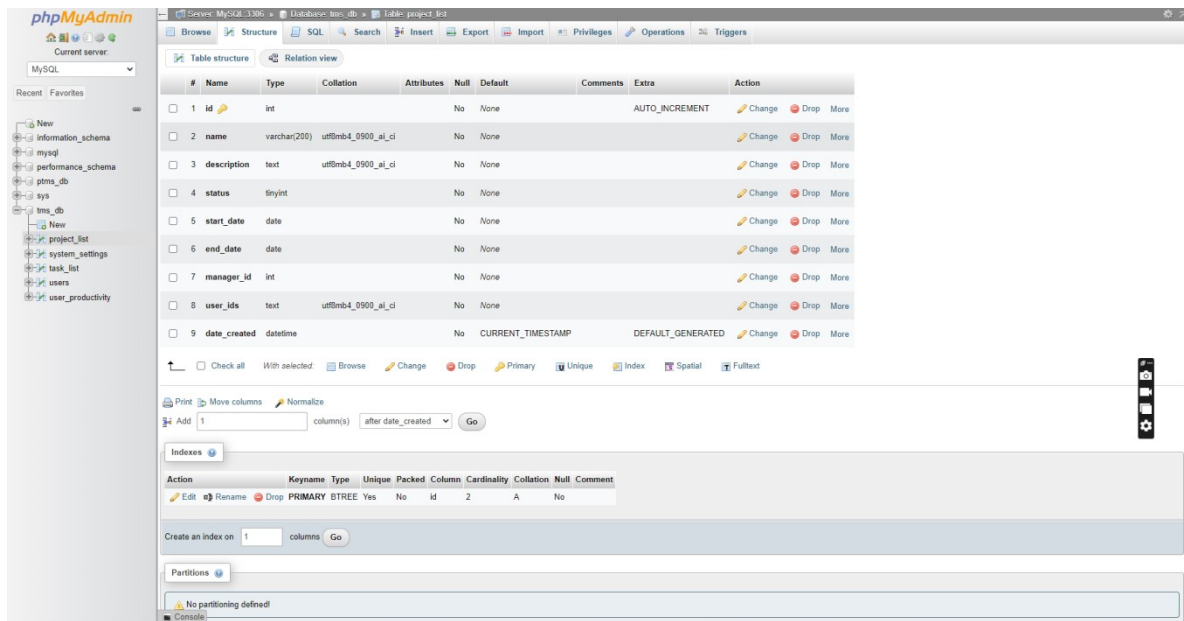 phpMyAdmin
Current server:
MySQL
Recent Favorites
New
information_schema
mysql
performance_schema
ptms_db
sys
tms_db
New
project_list
system_settings
task_list
users
user_productivity
Server: MySQL:3306 » Database: tms_db » Table: project_list
Browse Structure SQL Search Insert Export Import Privileges Operations Triggers
Table structure Relation view
# Name Type Collation Attributes Null Default Comments Extra Action
1 id int No None AUTO_INCREMENT Change Drop More
2 name varchar(200) utf8mb4_0900_ai_ci No None Change Drop More
3 description text utf8mb4_0900_ai_ci No None Change Drop More
4 status tinyint No None Change Drop More
5 start_date date No None Change Drop More
6 end_date date No None Change Drop More
7 manager_id int No None Change Drop More
8 user_ids text utf8mb4_0900_ai_ci No None Change Drop More
9 date_created datetime No CURRENT_TIMESTAMP DEFAULT_GENERATED Change Drop More
Check all With selected: Browse Change Drop Primary Unique Index Spatial Fulltext
Print Move columns Normalize
Add 1 column(s) after date_created Go
Indexes
Action Keyname Type Unique Packed Column Cardinality Collation Null Comment
Edit Rename Drop PRIMARY BTREE Yes No id 2 A No
Create an index on 1 columns Go
Partitions
No partitioning defined!
Console